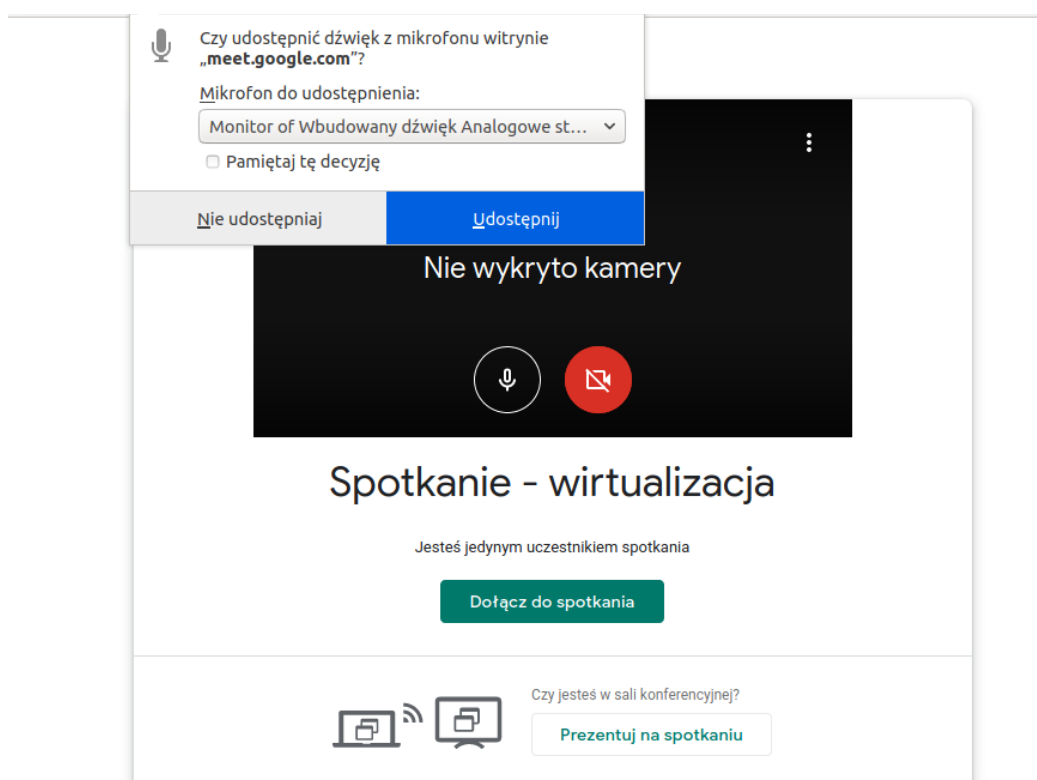 Czy udostępnić dźwięk z mikrofonu witrynie
„meet.google.com”?
Mikrofon do udostępnienia:
Monitor of Wbudowany dźwięk Analogowe st…
Pamiętaj tę decyzję
Nie udostępniaj
Udostępnij
Nie wykryto kamery
Spotkanie - wirtualizacja
Jesteś jedynym uczestnikiem spotkania
Dołącz do spotkania
Czy jesteś w sali konferencyjnej?
Prezentuj na spotkaniu